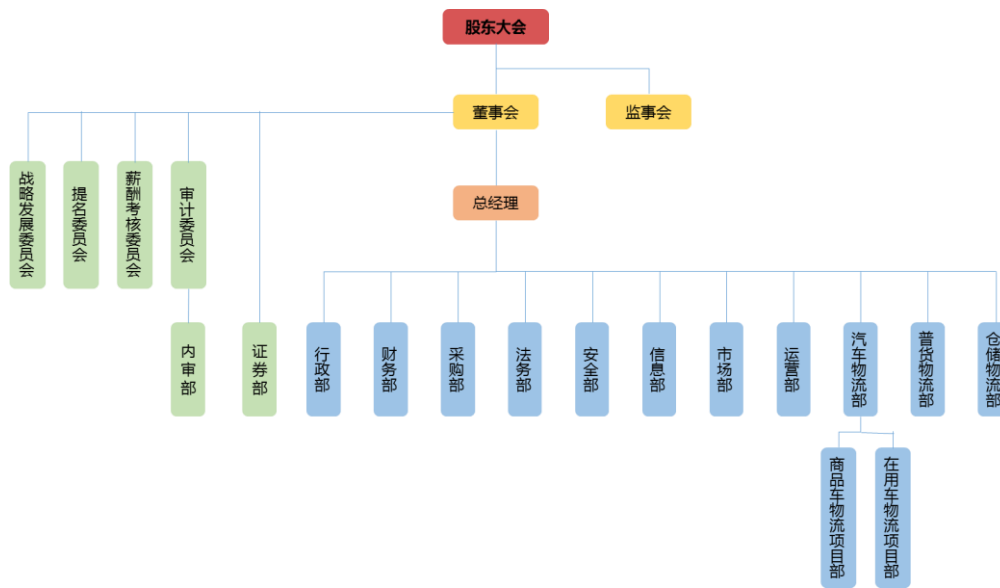 股东大会
董事会
监事会
战略发展委员会
提名委员会
薪酬考核委员会
审计委员会
总经理
内审部
证券部
行政部
财务部
采购部
法务部
安全部
信息部
市场部
运营部
汽车物流部
普货物流部
仓储物流部
商品车物流项目部
在用车物流项目部